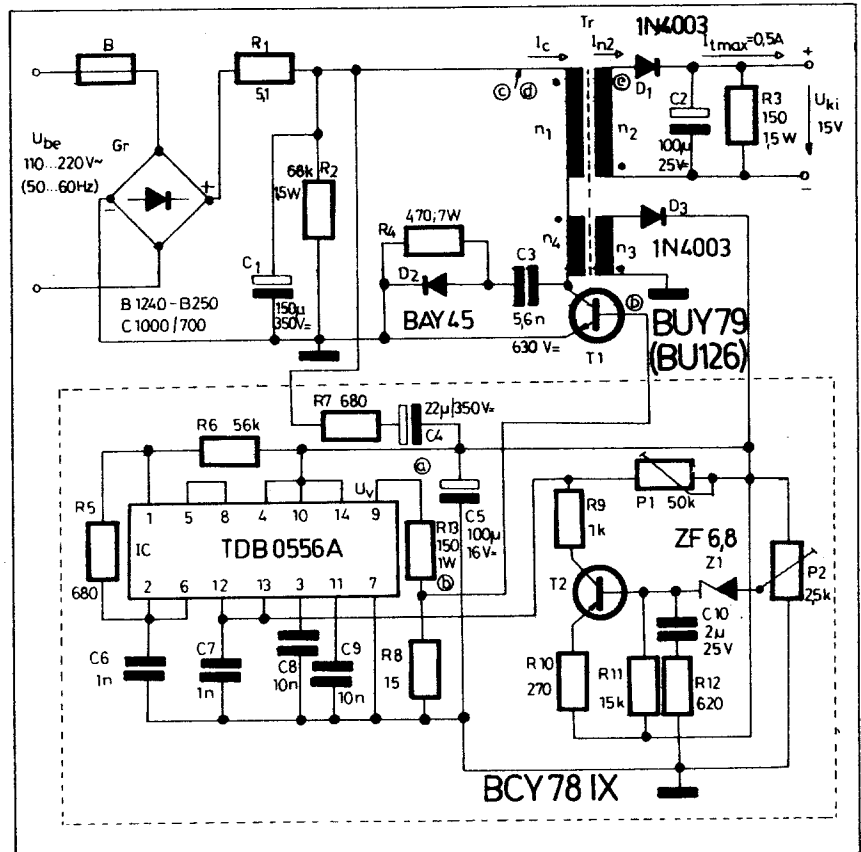 B
R1
5,1
Ube
110...220V~
(50...60Hz)
Gr
+
−
B 1240 - B250
C 1000/700
C1
150µ
350V=
68k
1,5W
R2
R4
470;7W
D2
BAY45
C3
5,6n
630 V=
Ic
Tr
In2
1N4003
Itmax=0,5A
+
c
d
e
D1
n1
n2
C2
100µ
25V=
R3
150
1,5W
Uki
15V
−
n4
n3
D3
1N4003
b
T1
BUY79
(BU126)
R7 680
22µ/350V=
C4
R6 56k
a
Uv
R5
680
1
5
8
4
10
14
9
IC
TDB0556A
2
6
12
13
3
11
7
R13
150
1W
b
C5
100µ
16V=
C6
1n
C7
1n
C8
10n
C9
10n
R8
15
R9
1k
P1
50k
ZF6,8
Z1
P2
2,5k
T2
C10
2µ
25V
R10
270
R11
15k
R12
620
BCY78 IX